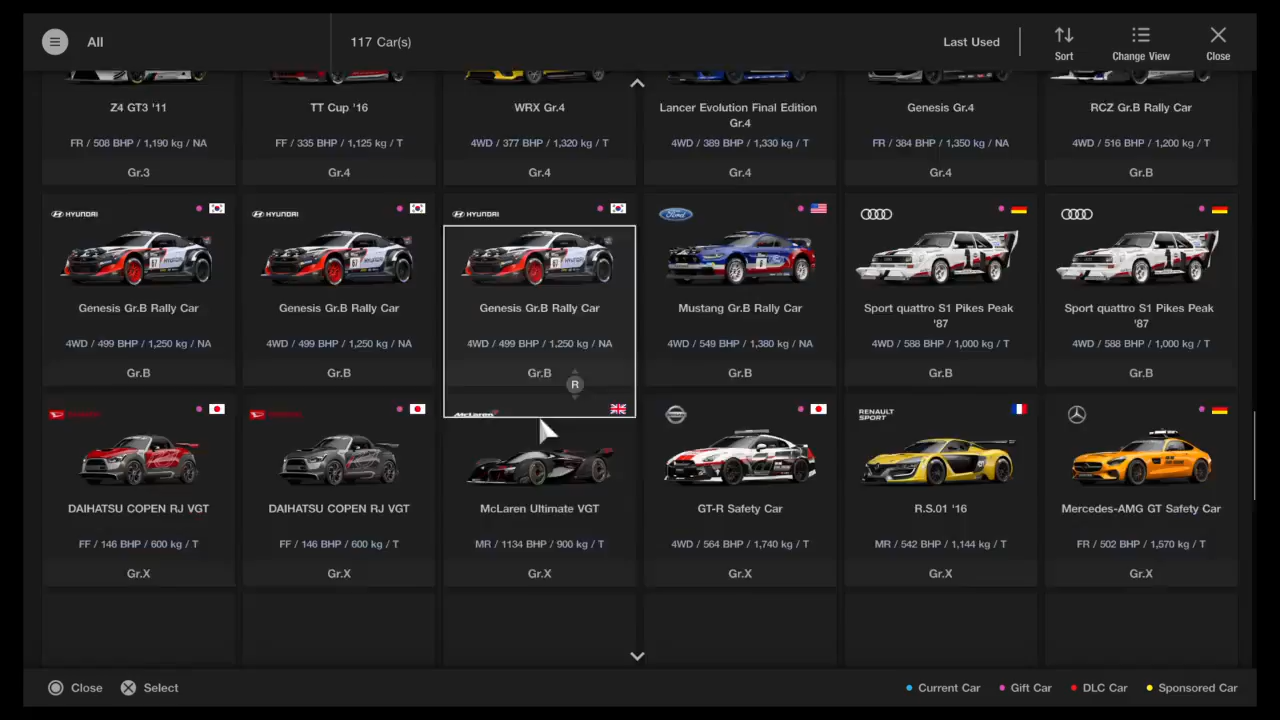 All
117 Car(s)
Last Used
Sort
Change View
Close
Z4 GT3 '11
TT Cup '16
WRX Gr.4
Lancer Evolution Final Edition
Gr.4
Genesis Gr.4
RCZ Gr.B Rally Car
FR / 508 BHP / 1,190 kg / NA
FF / 335 BHP / 1,125 kg / T
4WD / 377 BHP / 1,320 kg / T
4WD / 389 BHP / 1,330 kg / T
FR / 384 BHP / 1,350 kg / NA
4WD / 516 BHP / 1,200 kg / T
Gr.3
Gr.4
Gr.4
Gr.4
Gr.4
Gr.B
HYUNDAI
HYUNDAI
HYUNDAI
Ford
Genesis Gr.B Rally Car
Genesis Gr.B Rally Car
Genesis Gr.B Rally Car
Mustang Gr.B Rally Car
Sport quattro S1 Pikes Peak
'87
Sport quattro S1 Pikes Peak
'87
4WD / 499 BHP / 1,250 kg / NA
4WD / 499 BHP / 1,250 kg / NA
4WD / 499 BHP / 1,250 kg / NA
4WD / 549 BHP / 1,380 kg / NA
4WD / 588 BHP / 1,000 kg / T
4WD / 588 BHP / 1,000 kg / T
Gr.B
Gr.B
Gr.B
Gr.B
Gr.B
Gr.B
R
McLaren
RENAULT
SPORT
DAIHATSU COPEN RJ VGT
DAIHATSU COPEN RJ VGT
McLaren Ultimate VGT
GT-R Safety Car
R.S.01 '16
Mercedes-AMG GT Safety Car
FF / 146 BHP / 600 kg / T
FF / 146 BHP / 600 kg / T
MR / 1134 BHP / 900 kg / T
4WD / 564 BHP / 1,740 kg / T
MR / 542 BHP / 1,144 kg / T
FR / 502 BHP / 1,570 kg / T
Gr.X
Gr.X
Gr.X
Gr.X
Gr.X
Gr.X
Close
Select
Current Car
Gift Car
DLC Car
Sponsored Car